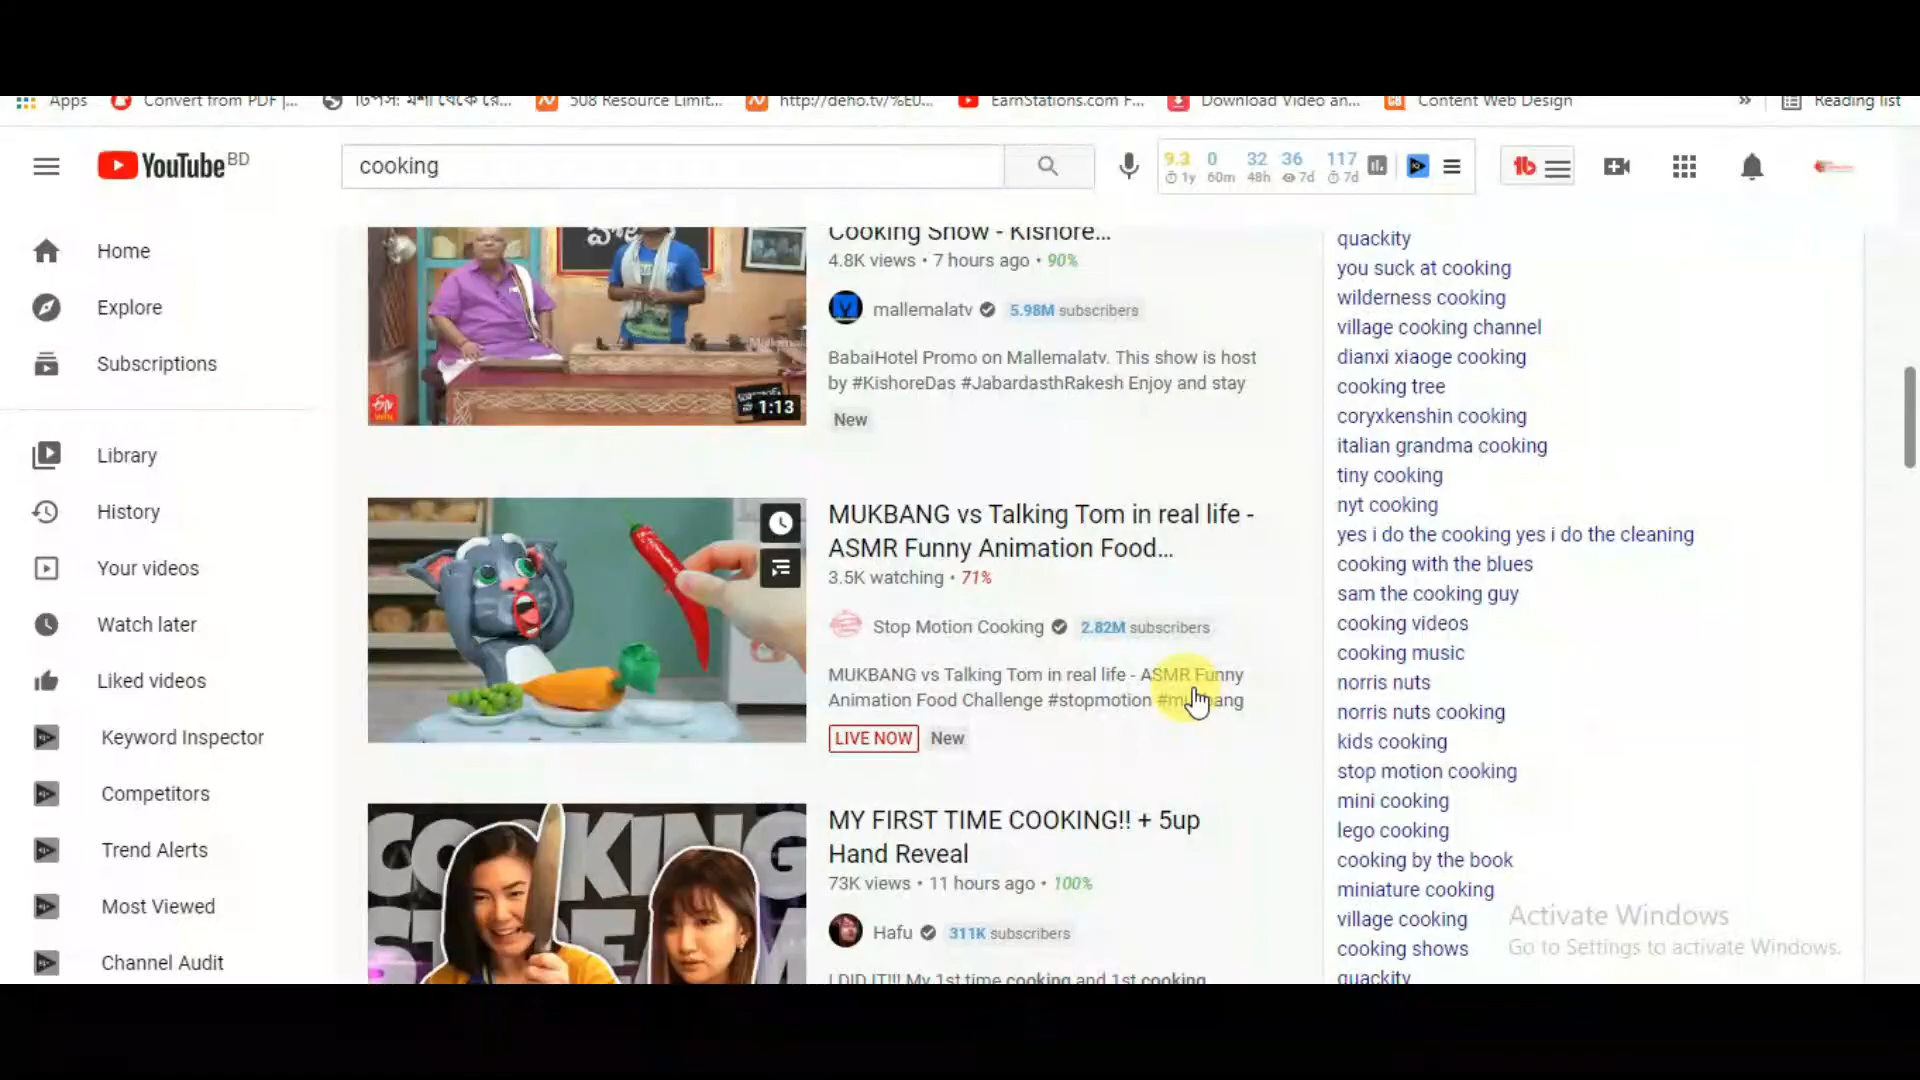 Apps
Convert from PDF |...
508 Resource Limit...
http://deho.tv/%E0...
EarnStations.com F...
Download Video an...
Content Web Design
»
Reading list
YouTube BD
cooking
9.3 0 32 36 117
1y 60m 48h 7d 7d
Home
Explore
Subscriptions
Library
History
Your videos
Watch later
Liked videos
Keyword Inspector
Competitors
Trend Alerts
Most Viewed
Channel Audit
1:13
Cooking Show - Kishore...
4.8K views • 7 hours ago • 90%
mallemalatv 5.98M subscribers
BabaiHotel Promo on Mallemalatv. This show is host
by #KishoreDas #JabardasthRakesh Enjoy and stay
New
MUKBANG vs Talking Tom in real life -
ASMR Funny Animation Food...
3.5K watching • 71%
Stop Motion Cooking 2.82M subscribers
MUKBANG vs Talking Tom in real life - ASMR Funny
Animation Food Challenge #stopmotion #mukbang
LIVE NOW New
COOKING
MY FIRST TIME COOKING!! + 5up
Hand Reveal
73K views • 11 hours ago • 100%
Hafu 311K subscribers
I DID IT!!! My 1st time cooking and 1st cooking
quackity
you suck at cooking
wilderness cooking
village cooking channel
dianxi xiaoge cooking
cooking tree
coryxkenshin cooking
italian grandma cooking
tiny cooking
nyt cooking
yes i do the cooking yes i do the cleaning
cooking with the blues
sam the cooking guy
cooking videos
cooking music
norris nuts
norris nuts cooking
kids cooking
stop motion cooking
mini cooking
lego cooking
cooking by the book
miniature cooking
village cooking
cooking shows
quackity
Activate Windows
Go to Settings to activate Windows.